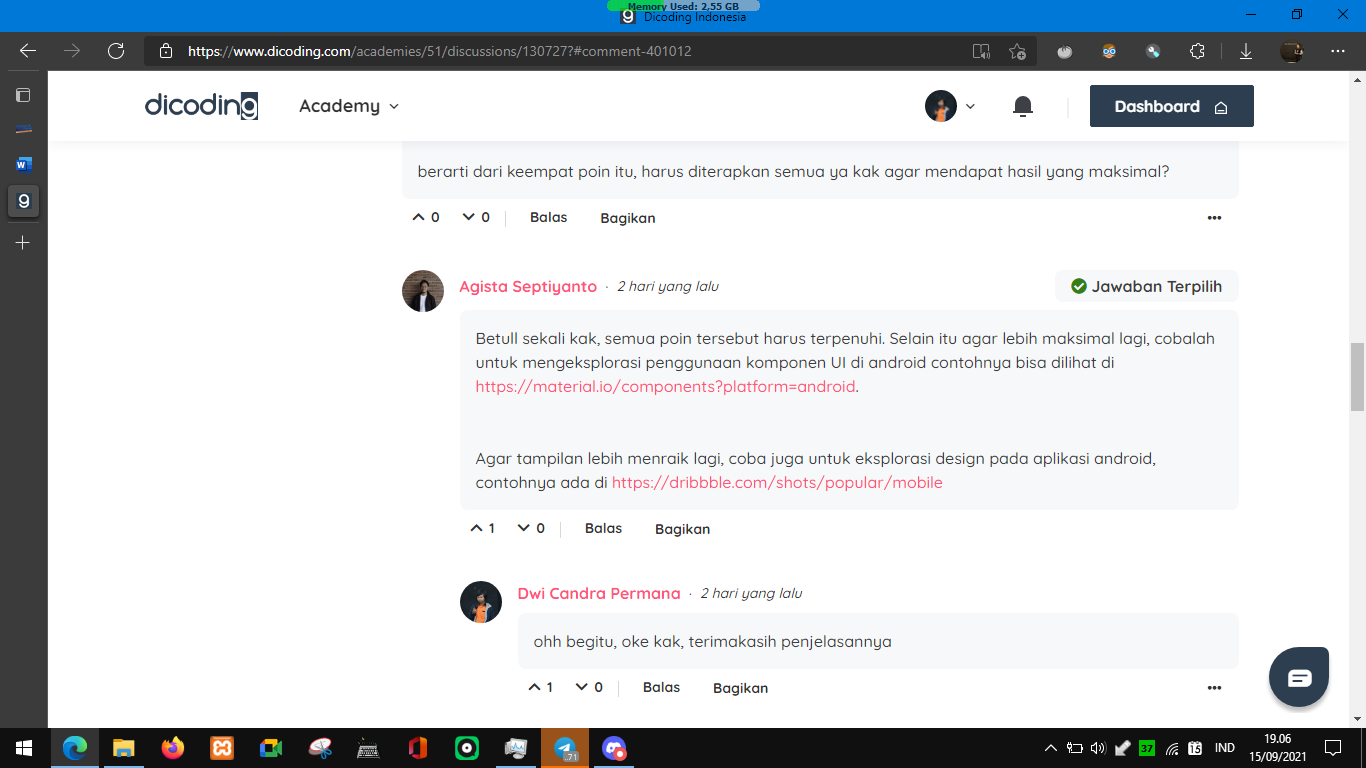 Memory Used: 2,55 GB
Dicoding Indonesia
https://www.dicoding.com/academies/51/discussions/130727?#comment-401012
dicoding
Academy
Dashboard
berarti dari keempat poin itu, harus diterapkan semua ya kak agar mendapat hasil yang maksimal?
0 0 Balas Bagikan
Agista Septiyanto · 2 hari yang lalu
Jawaban Terpilih
Betull sekali kak, semua poin tersebut harus terpenuhi. Selain itu agar lebih maksimal lagi, cobalah
untuk mengeksplorasi penggunaan komponen UI di android contohnya bisa dilihat di
https://material.io/components?platform=android.
Agar tampilan lebih menraik lagi, coba juga untuk eksplorasi design pada aplikasi android,
contohnya ada di https://dribbble.com/shots/popular/mobile
1 0 Balas Bagikan
Dwi Candra Permana · 2 hari yang lalu
ohh begitu, oke kak, terimakasih penjelasannya
1 0 Balas Bagikan
71
37
IND
19.06
15/09/2021